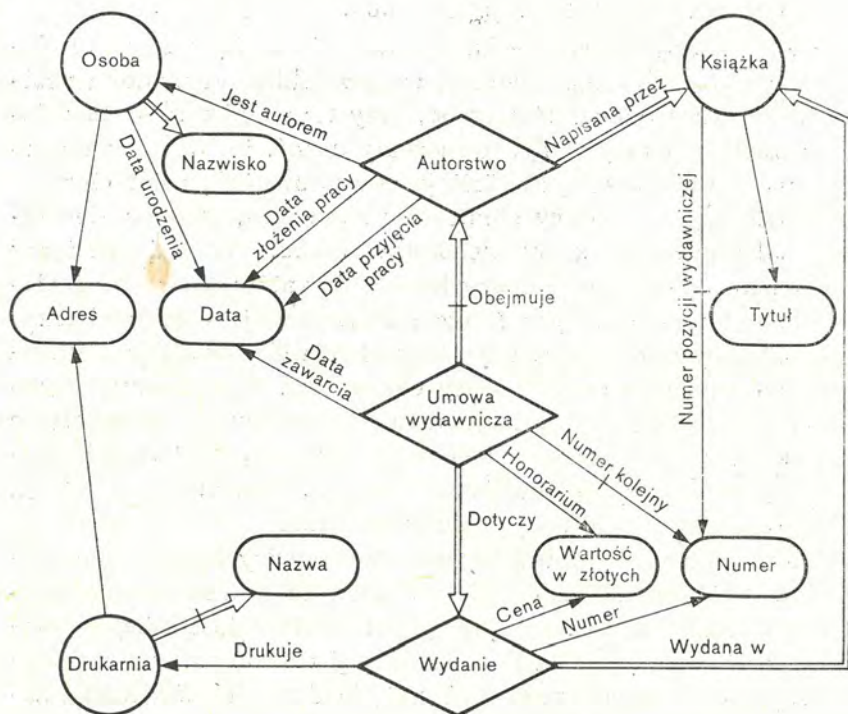 Osoba
Książka
Jest autorem
Napisana przez
Nazwisko
Autorstwo
Data urodzenia
Data
złożenia pracy
Data przyjęcia
pracy
Numer pozycji wydawniczej
Adres
Data
Obejmuje
Tytuł
Data
zawarcia
Umowa
wydawnicza
Numer kolejny
Honorarium
Dotyczy
Nazwa
Wartość
w złotych
Numer
Cena
Numer
Drukarnia
Drukuje
Wydanie
Wydana w